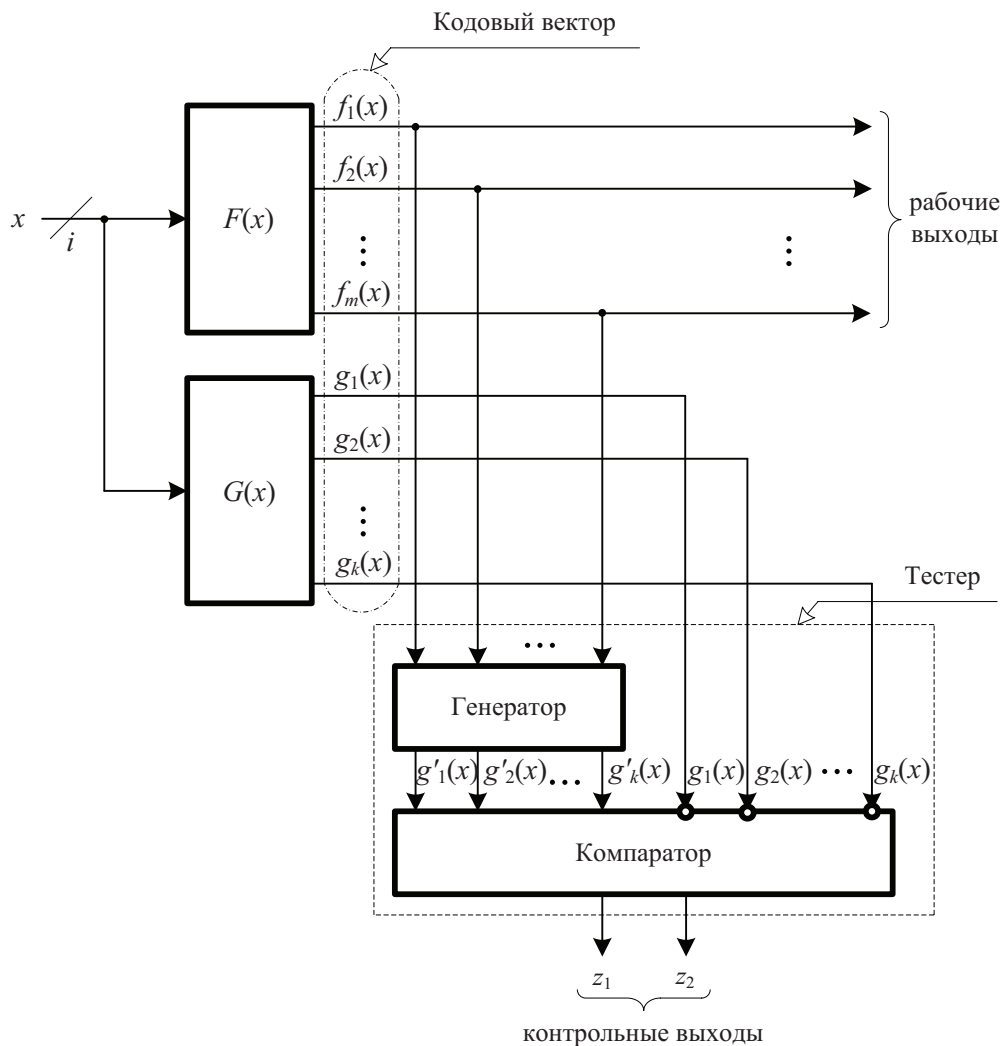 Кодовый вектор
f₁(x)
f₂(x)
⋮
⋮
fₘ(x)
x
i
F(x)
рабочие
выходы
g₁(x)
g₂(x)
⋮
gₖ(x)
G(x)
Тестер
...
Генератор
g′₁(x) g′₂(x) ... g′ₖ(x) g₁(x) g₂(x) ... gₖ(x)
Компаратор
z₁ z₂
контрольные выходы